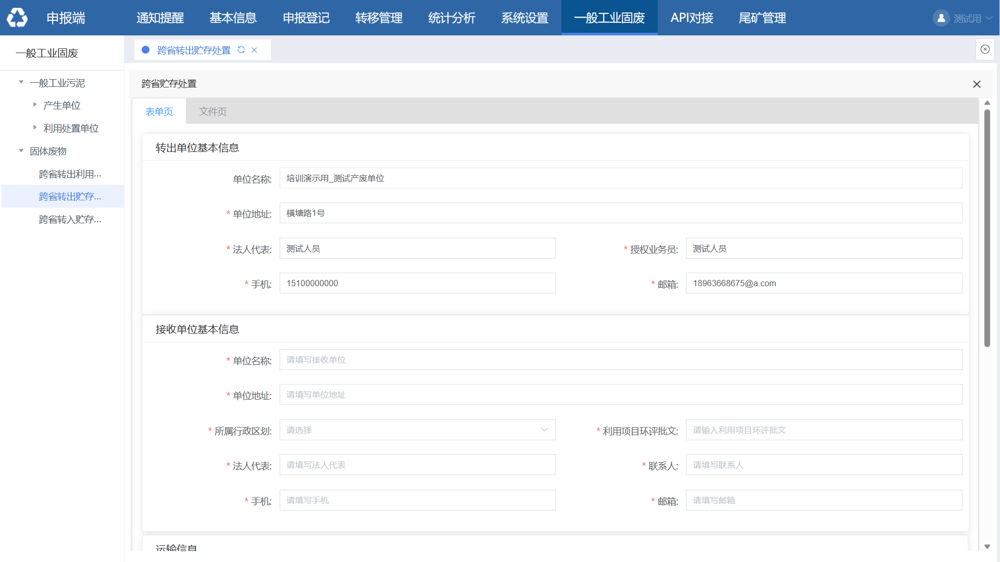 申报端
通知提醒 基本信息 申报登记 转移管理 统计分析 系统设置 一般工业固废 API对接 尾矿管理
测试用
一般工业固废
一般工业污泥
产生单位
利用处置单位
固体废物
跨省转出利用...
跨省转出贮存...
跨省转入贮存...
跨省转出贮存处置
跨省贮存处置
表单页 文件页
转出单位基本信息
单位名称: 培训演示用_测试产废单位
* 单位地址: 横塘路1号
* 法人代表: 测试人员 * 授权业务员: 测试人员
* 手机: 15100000000 * 邮箱: 18963668675@a.com
接收单位基本信息
* 单位名称: 请填写接收单位
* 单位地址: 请填写单位地址
* 所属行政区划: 请选择 * 利用项目环评批文: 请输入利用项目环评批文
* 法人代表: 请填写法人代表 * 联系人: 请填写联系人
* 手机: 请填写手机 * 邮箱: 请填写邮箱
运输信息